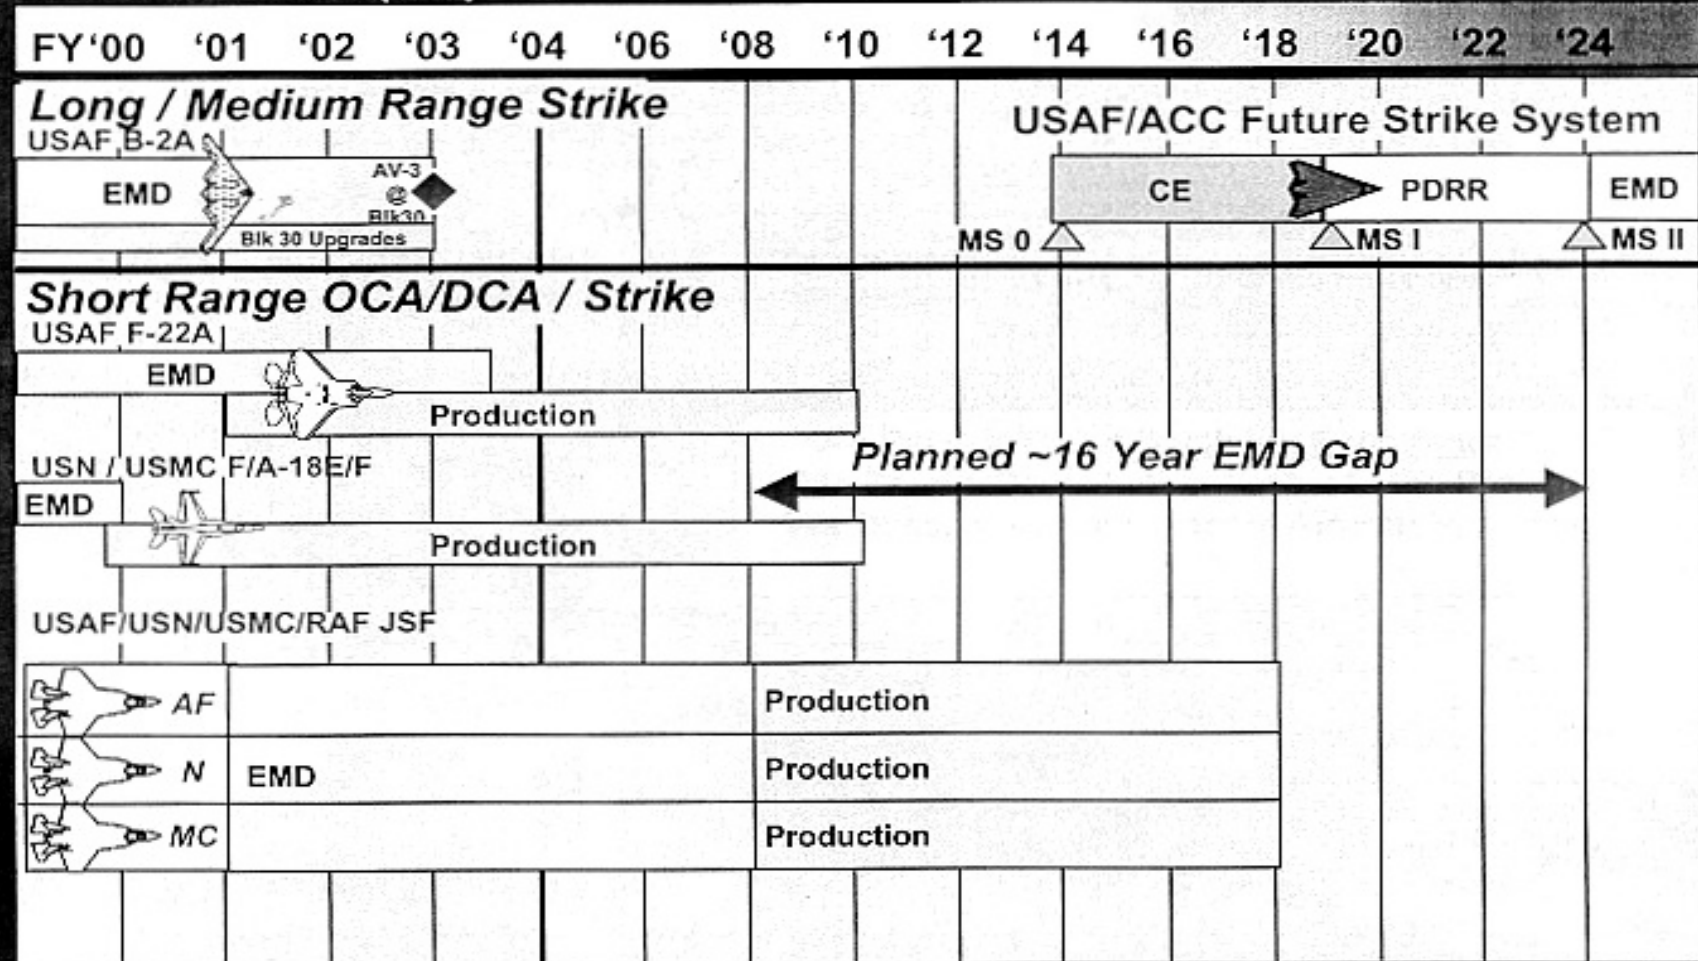 FY‘00 ‘01 ‘02 ‘03 ‘04 ‘06 ‘08 ‘10 ‘12 ‘14 ‘16 ‘18 ‘20 ‘22 ‘24
Long / Medium Range Strike
USAF/ACC Future Strike System
USAF B-2A
EMD
AV-3
@
Blk30
Blk 30 Upgrades
CE
PDRR
EMD
MS 0
MS I
MS II
Short Range OCA/DCA / Strike
USAF F-22A
EMD
Production
Planned ~16 Year EMD Gap
USN / USMC F/A-18E/F
EMD
Production
USAF/USN/USMC/RAF JSF
AF
Production
N
EMD
Production
MC
Production